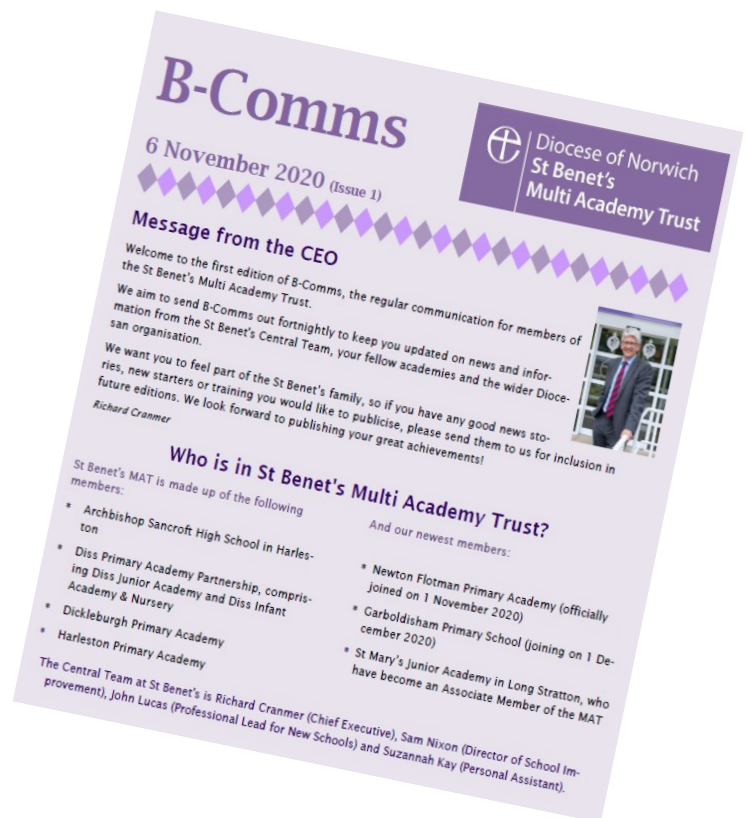 B-Comms
6 November 2020 (Issue 1)
Diocese of Norwich
St Benet's
Multi Academy Trust
Message from the CEO
Welcome to the first edition of B-Comms, the regular communication for members of
the St Benet's Multi Academy Trust.
We aim to send B-Comms out fortnightly to keep you updated on news and infor-
mation from the St Benet's Central Team, your fellow academies and the wider Dioce-
san organisation.
We want you to feel part of the St Benet's family, so if you have any good news sto-
ries, new starters or training you would like to publicise, please send them to us for inclusion in
future editions. We look forward to publishing your great achievements!
Richard Cranmer
Who is in St Benet's Multi Academy Trust?
St Benet's MAT is made up of the following
members:
* Archbishop Sancroft High School in Harles-
ton
* Diss Primary Academy Partnership, compris-
ing Diss Junior Academy and Diss Infant
Academy & Nursery
* Dickleburgh Primary Academy
* Harleston Primary Academy
And our newest members:
* Newton Flotman Primary Academy (officially
joined on 1 November 2020)
* Garboldisham Primary School (joining on 1 De-
cember 2020)
* St Mary's Junior Academy in Long Stratton, who
have become an Associate Member of the MAT
The Central Team at St Benet's is Richard Cranmer (Chief Executive), Sam Nixon (Director of School Im-
provement), John Lucas (Professional Lead for New Schools) and Suzannah Kay (Personal Assistant).